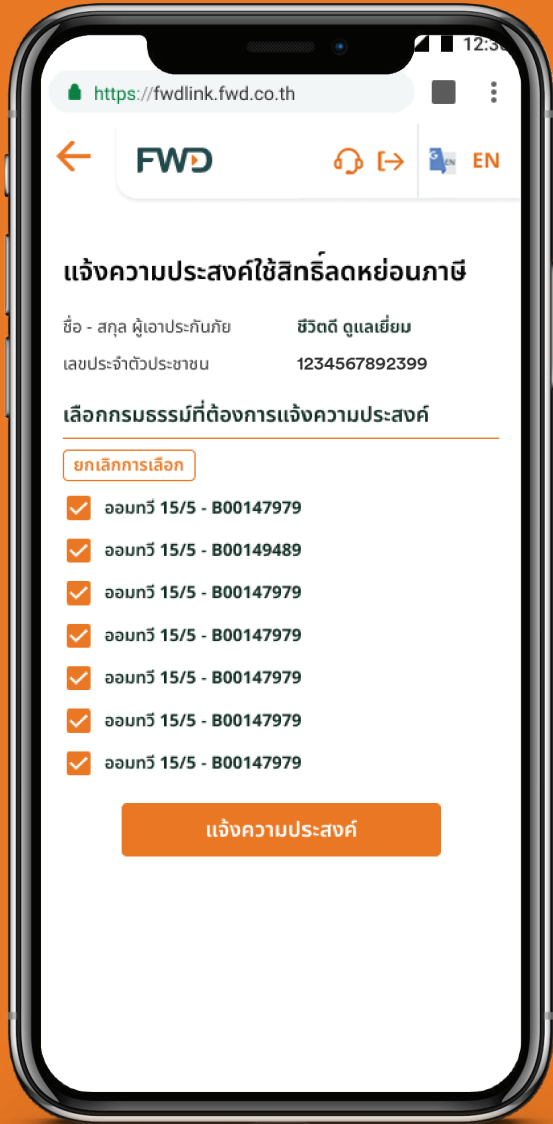 12:3
https://fwdlink.fwd.co.th
FWD
G EN
EN
แจ้งความประสงค์ใช้สิทธิ์ลดหย่อนภาษี
ชื่อ - สกุล ผู้เอาประกันภัย ชีวิตดี ดูแลเยี่ยม
เลขประจำตัวประชาชน 1234567892399
เลือกกรมธรรม์ที่ต้องการแจ้งความประสงค์
ยกเลิกการเลือก
ออมทวี 15/5 - B00147979
ออมทวี 15/5 - B00149489
ออมทวี 15/5 - B00147979
ออมทวี 15/5 - B00147979
ออมทวี 15/5 - B00147979
ออมทวี 15/5 - B00147979
ออมทวี 15/5 - B00147979
แจ้งความประสงค์